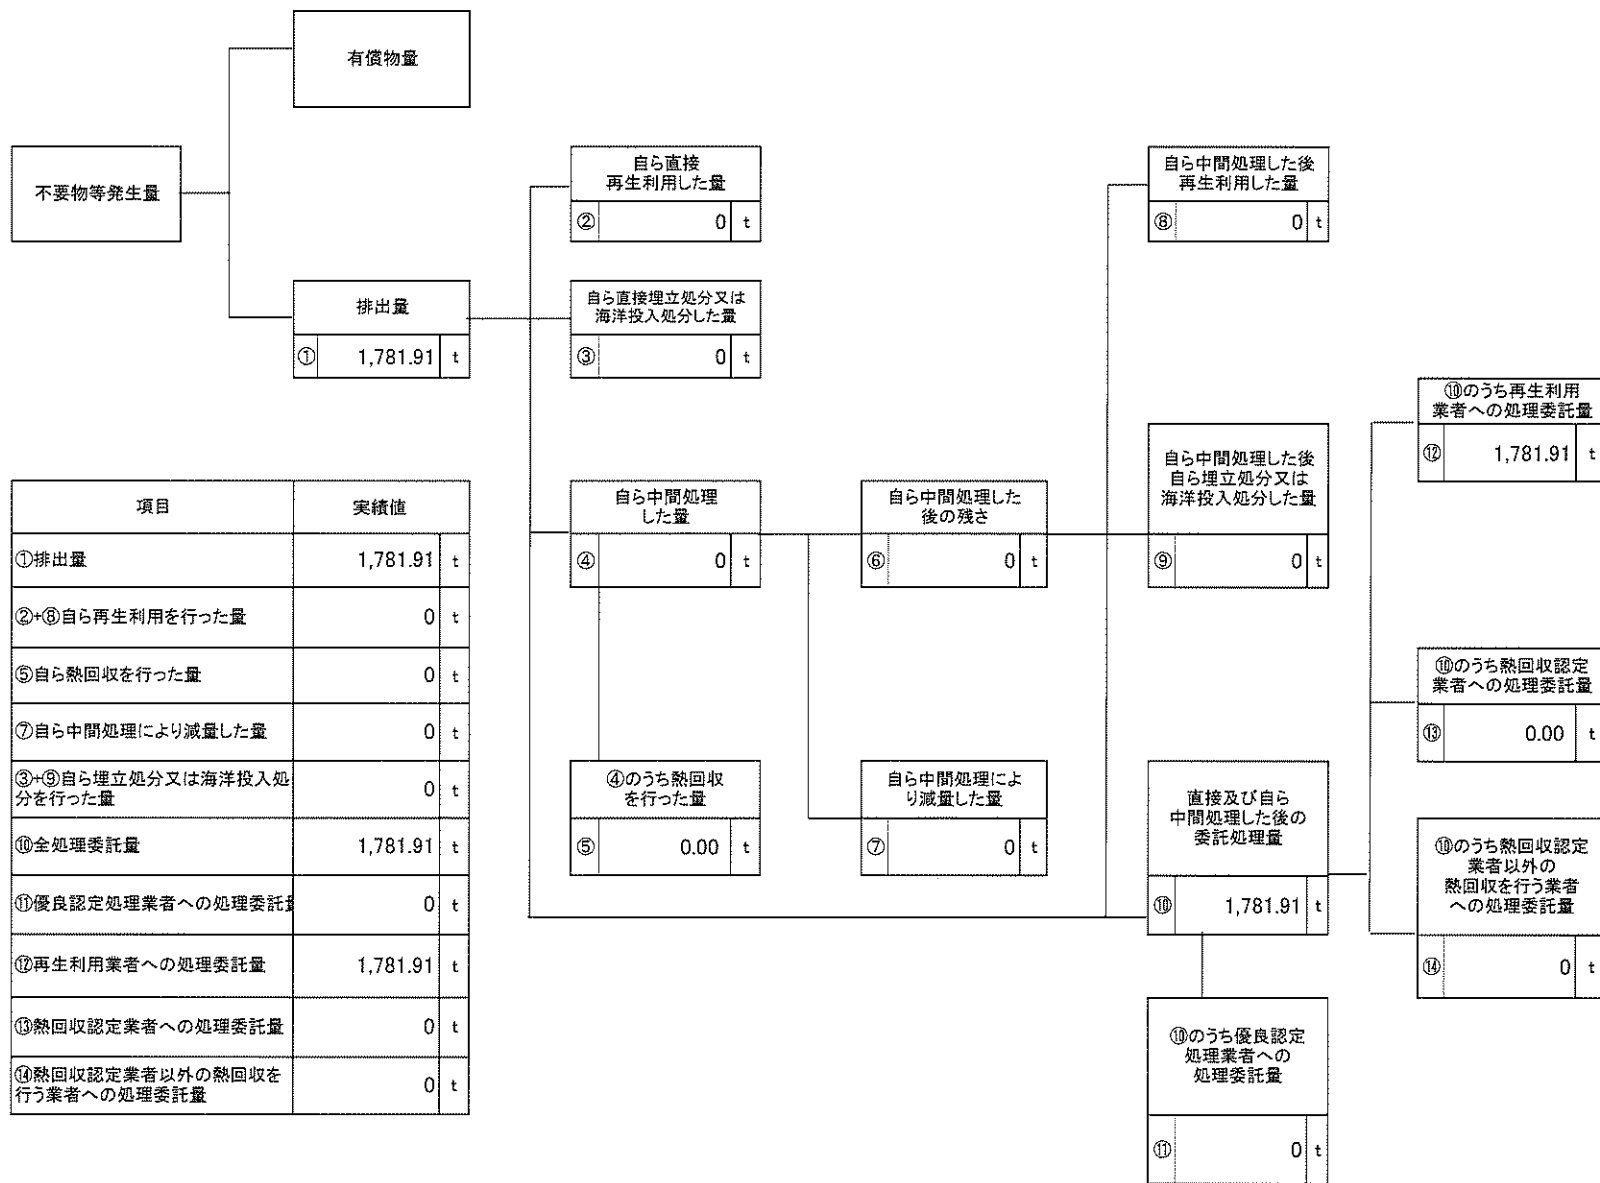 有償物量
不要物等発生量
排出量
① 1,781.91 t
自ら直接
再生利用した量
② 0 t
自ら直接埋立処分又は
海洋投入処分した量
③ 0 t
自ら中間処理
した量
④ 0 t
④のうち熱回収
を行った量
⑤ 0.00 t
自ら中間処理した
後の残さ
⑥ 0 t
自ら中間処理によ
り減量した量
⑦ 0 t
自ら中間処理した後
再生利用した量
⑧ 0 t
自ら中間処理した後
自ら埋立処分又は
海洋投入処分した量
⑨ 0 t
直接及び自ら
中間処理した後の
委託処理量
⑩ 1,781.91 t
⑩のうち優良認定
処理業者への
処理委託量
⑪ 0 t
⑩のうち再生利用
業者への処理委託量
⑫ 1,781.91 t
⑩のうち熱回収認定
業者への処理委託量
⑬ 0.00 t
⑩のうち熱回収認定
業者以外の
熱回収を行う業者
への処理委託量
⑭ 0 t
項目 実績値
①排出量 1,781.91 t
②+⑧自ら再生利用を行った量 0 t
⑤自ら熱回収を行った量 0 t
⑦自ら中間処理により減量した量 0 t
③+⑨自ら埋立処分又は海洋投入処
分を行った量 0 t
⑩全処理委託量 1,781.91 t
⑪優良認定処理業者への処理委託量 0 t
⑫再生利用業者への処理委託量 1,781.91 t
⑬熱回収認定業者への処理委託量 0 t
⑭熱回収認定業者以外の熱回収を
行う業者への処理委託量 0 t